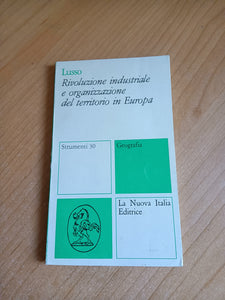 Lusso
Rivoluzione industriale
e organizzazione
del territorio in Europa
Strumenti 30
Geografia
La Nuova Italia
Editrice